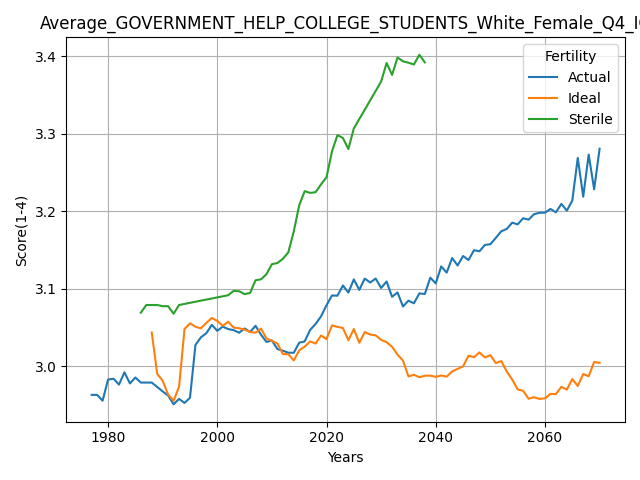 Average_GOVERNMENT_HELP_COLLEGE_STUDENTS_White_Female_Q4_I
Fertility
Actual
Ideal
Sterile
Score(1-4)
3.4
3.3
3.2
3.1
3.0
1980
2000
2020
2040
2060
Years